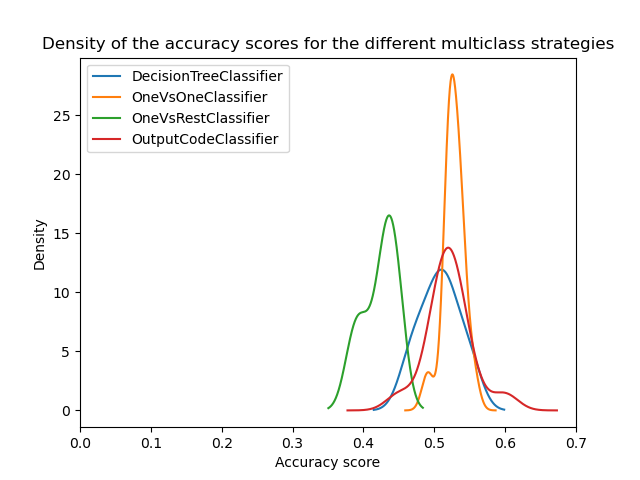 Density of the accuracy scores for the different multiclass strategies
DecisionTreeClassifier
OneVsOneClassifier
OneVsRestClassifier
OutputCodeClassifier
25
20
15
10
5
0
Density
0.0 0.1 0.2 0.3 0.4 0.5 0.6 0.7
Accuracy score